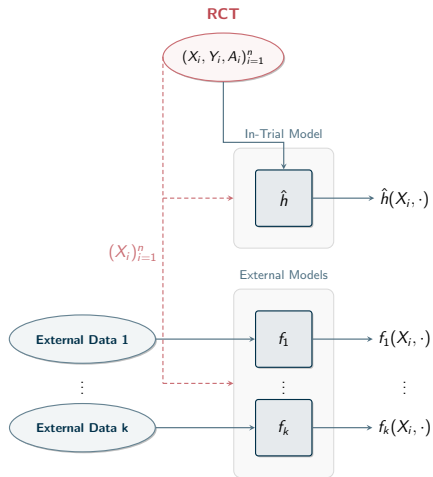 RCT
(X_i, Y_i, A_i)_{i=1}^n
In-Trial Model
ĥ
ĥ(X_i, ·)
(X_i)_{i=1}^n
External Models
External Data 1
f_1
f_1(X_i, ·)
⋮ ⋮ ⋮
External Data k
f_k
f_k(X_i, ·)